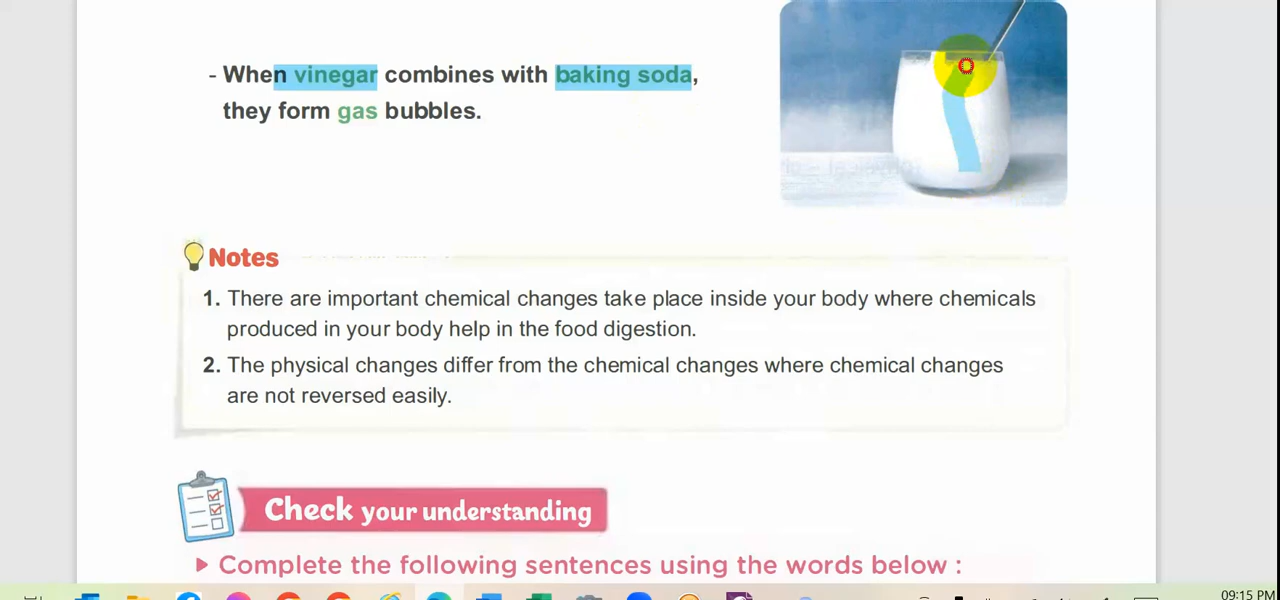 - When vinegar combines with baking soda,
they form gas bubbles.
Notes
1. There are important chemical changes take place inside your body where chemicals
produced in your body help in the food digestion.
2. The physical changes differ from the chemical changes where chemical changes
are not reversed easily.
Check your understanding
Complete the following sentences using the words below :
09:15 PM